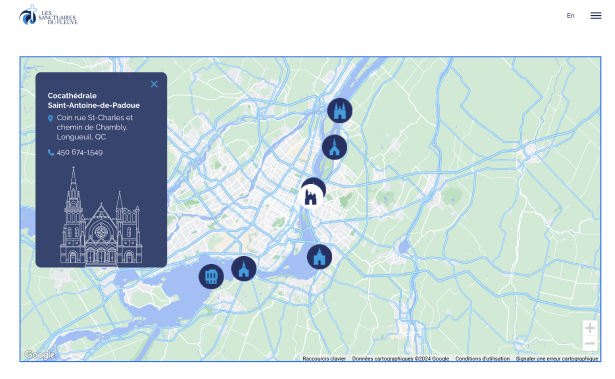 LES
SANCTUAIRES
DU FLEUVE
En
Cocathédrale
Saint-Antoine-de-Padoue
Coin rue St-Charles et
chemin de Chambly,
Longueuil, QC
450 674-1549
Google
Raccourcis clavier
Données cartographiques ©2024 Google
Conditions d'utilisation
Signaler une erreur cartographique